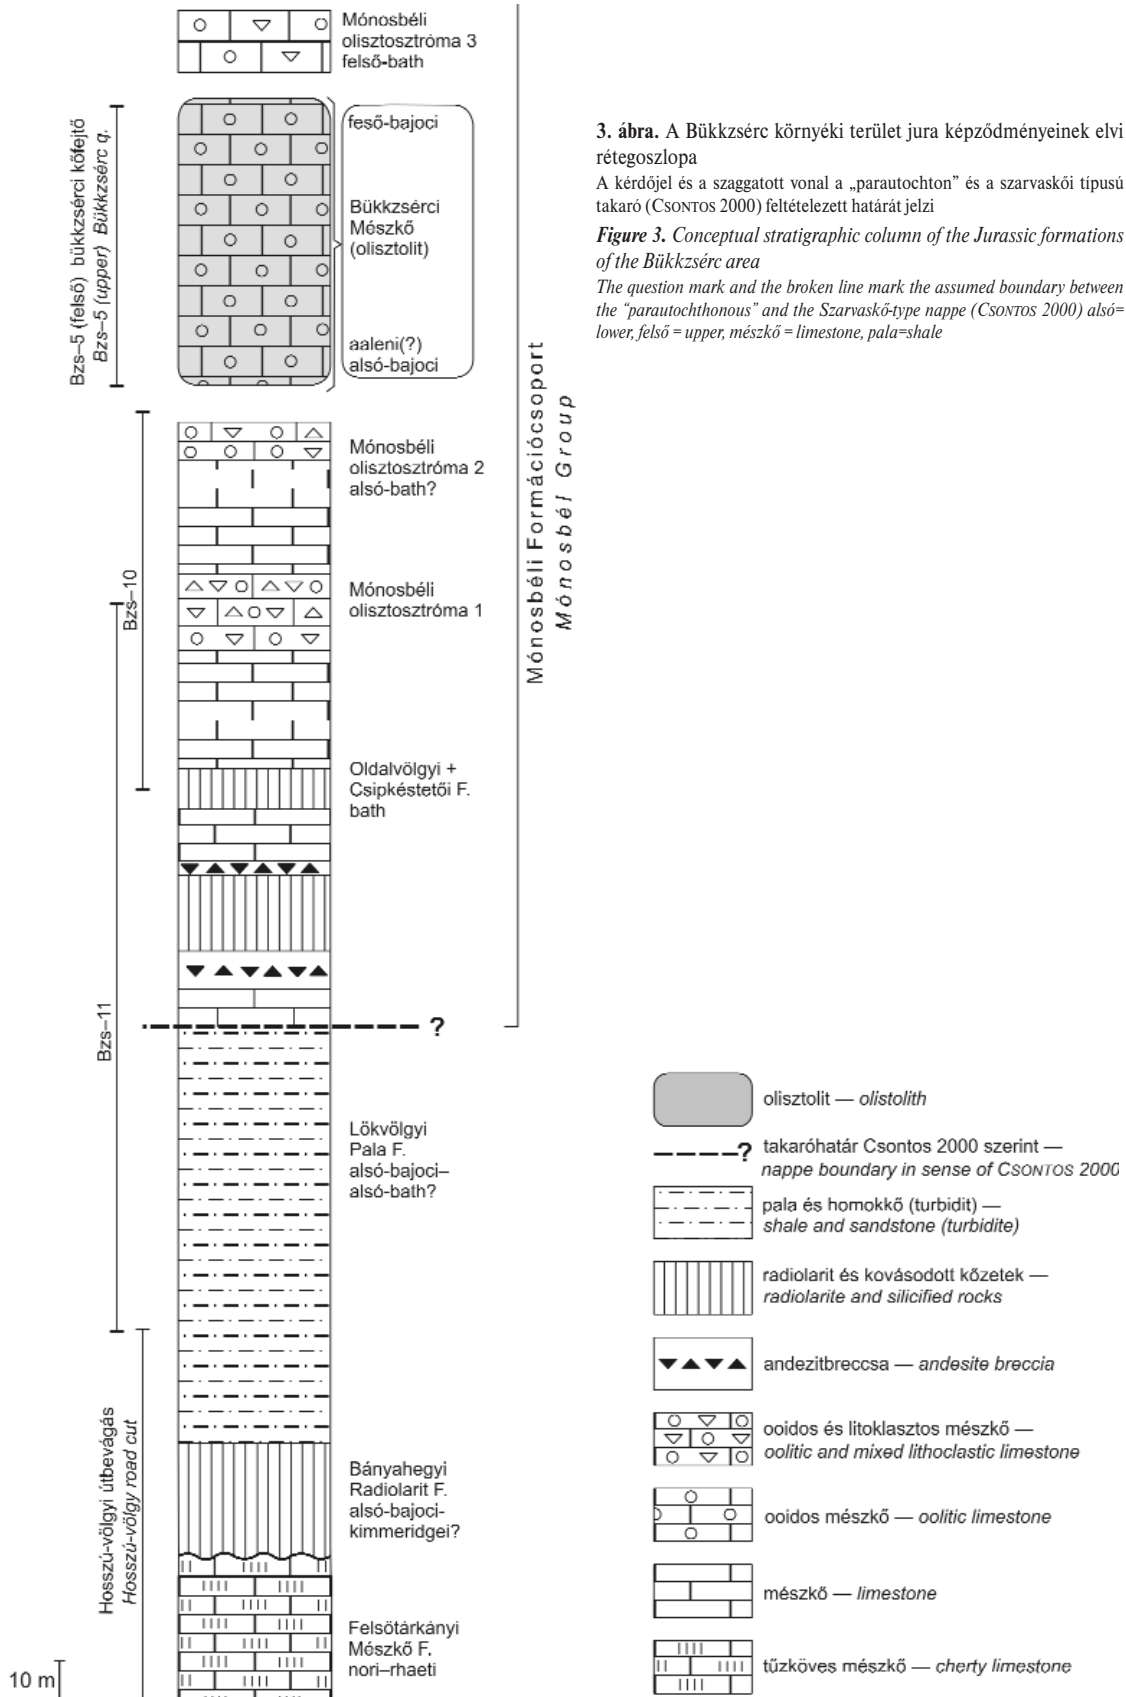 Mónosbéli
olisztosztróma 3
felső-bath
feső-bajoci
Bükkzsérci
Mészkő
(olisztolit)
aaleni(?)
alsó-bajoci
Bzs–5 (felső) bükkzsérci kőfejtő
Bzs–5 (upper) Bükkzsérc q.
Mónosbéli
olisztosztróma 2
alsó-bath?
Bzs–10
Mónosbéli
olisztosztróma 1
Oldalvölgyi +
Csipkéstetői F.
bath
Bzs–11
?
Lökvölgyi
Pala F.
alsó-bajoci–
alsó-bath?
Hosszú-völgyi útbevágás
Hosszú-völgy road cut
Bányahegyi
Radiolarit F.
alsó-bajoci-
kimmeridgei?
Felsőtárkányi
Mészkő F.
nori–rhaeti
10 m
Mónosbéli Formációcsoport
Mónosbél Group
3. ábra. A Bükkzsérc környéki terület jura képződményeinek elvi
rétegoszlopa
A kérdőjel és a szaggatott vonal a „parautochton” és a szarvaskői típusú
takaró (CSONTOS 2000) feltételezett határát jelzi
Figure 3. Conceptual stratigraphic column of the Jurassic formations
of the Bükkzsérc area
The question mark and the broken line mark the assumed boundary between
the “parautochthonous” and the Szarvaskő-type nappe (CSONTOS 2000) alsó=
lower, felső = upper, mészkő = limestone, pala=shale
olisztolit — olistolith
? takaróhatár Csontos 2000 szerint —
nappe boundary in sense of CSONTOS 2000
pala és homokkő (turbidit) —
shale and sandstone (turbidite)
radiolarit és kovásodott kőzetek —
radiolarite and silicified rocks
andezitbreccsa — andesite breccia
ooidos és litoklasztos mészkő —
oolitic and mixed lithoclastic limestone
ooidos mészkő — oolitic limestone
mészkő — limestone
tűzköves mészkő — cherty limestone